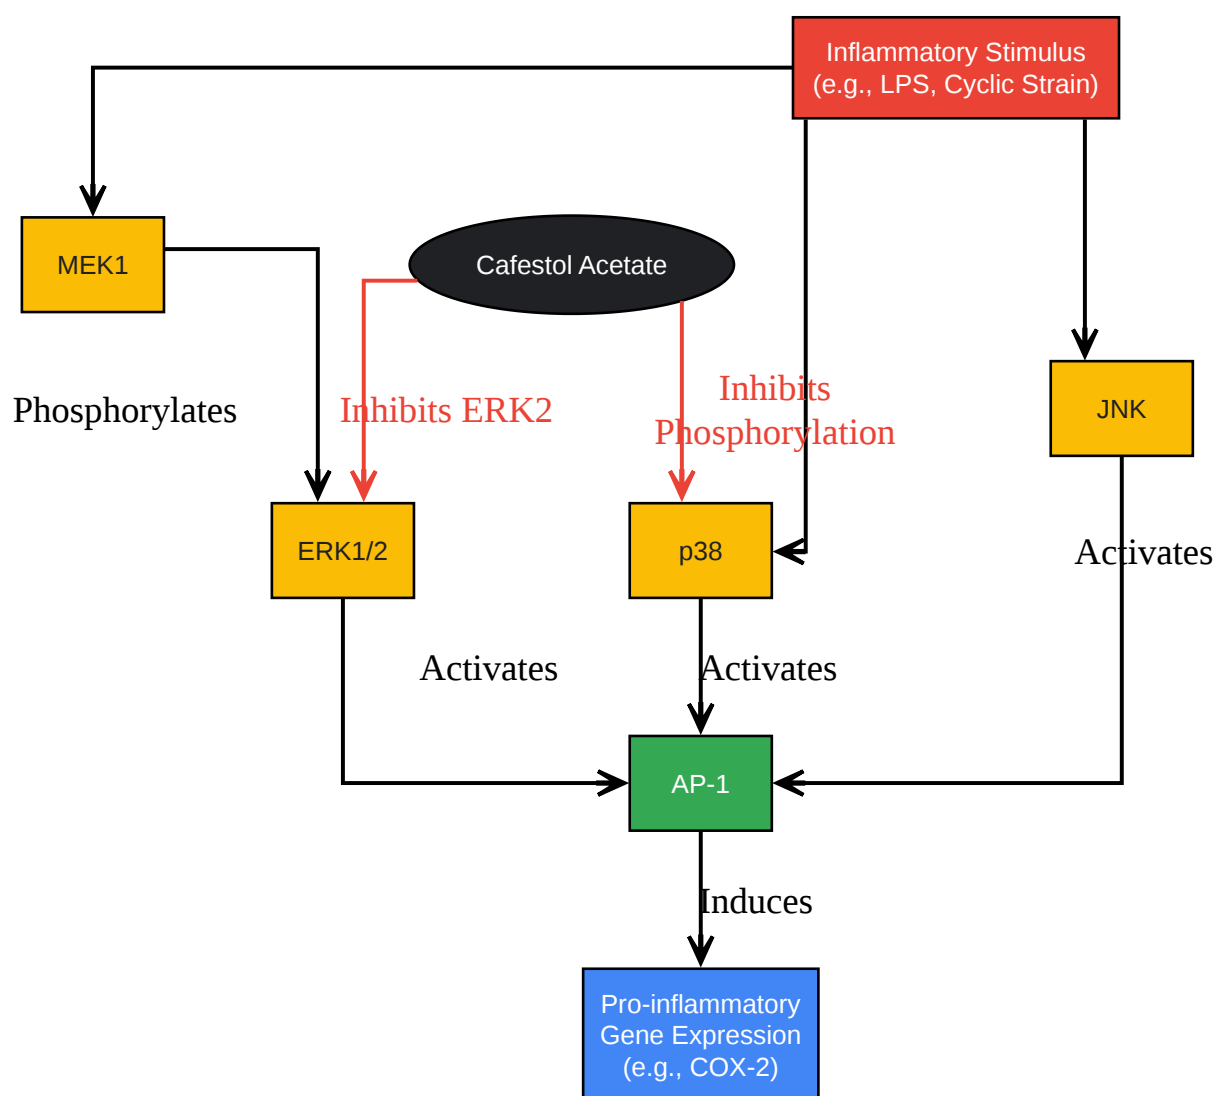 Inflammatory Stimulus
(e.g., LPS, Cyclic Strain)
MEK1
Cafestol Acetate
Phosphorylates
Inhibits ERK2
Inhibits
Phosphorylation
JNK
ERK1/2
p38
Activates
Activates
Activates
AP-1
Induces
Pro-inflammatory
Gene Expression
(e.g., COX-2)